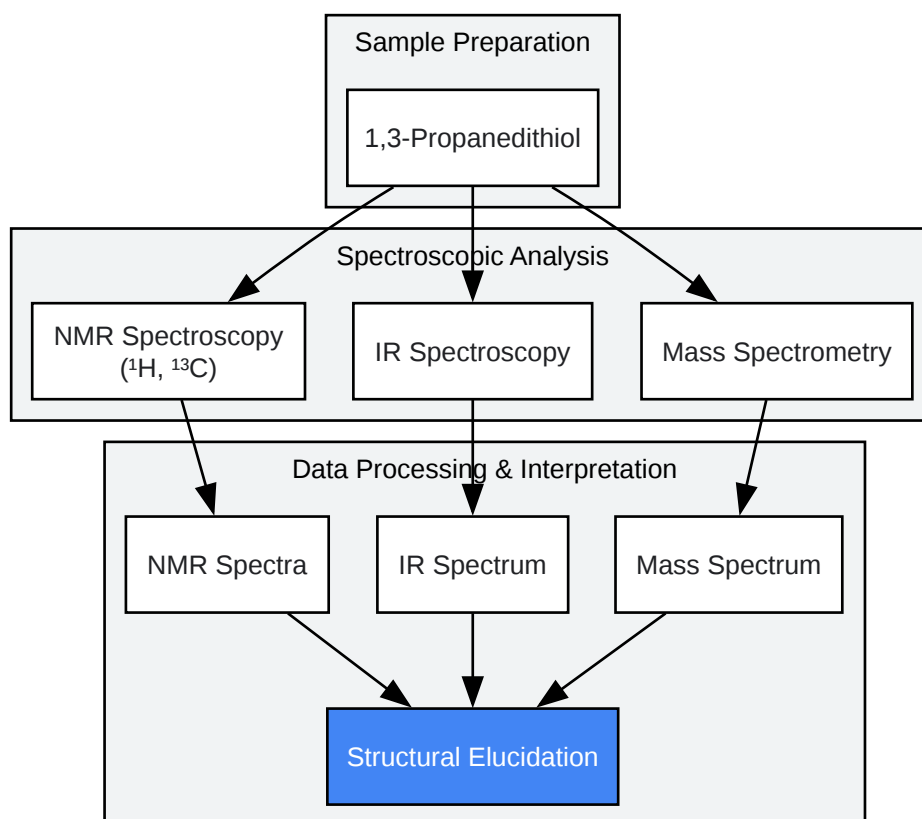 Sample Preparation
1,3-Propanedithiol
Spectroscopic Analysis
NMR Spectroscopy
(¹H, ¹³C)
IR Spectroscopy
Mass Spectrometry
Data Processing & Interpretation
NMR Spectra
IR Spectrum
Mass Spectrum
Structural Elucidation